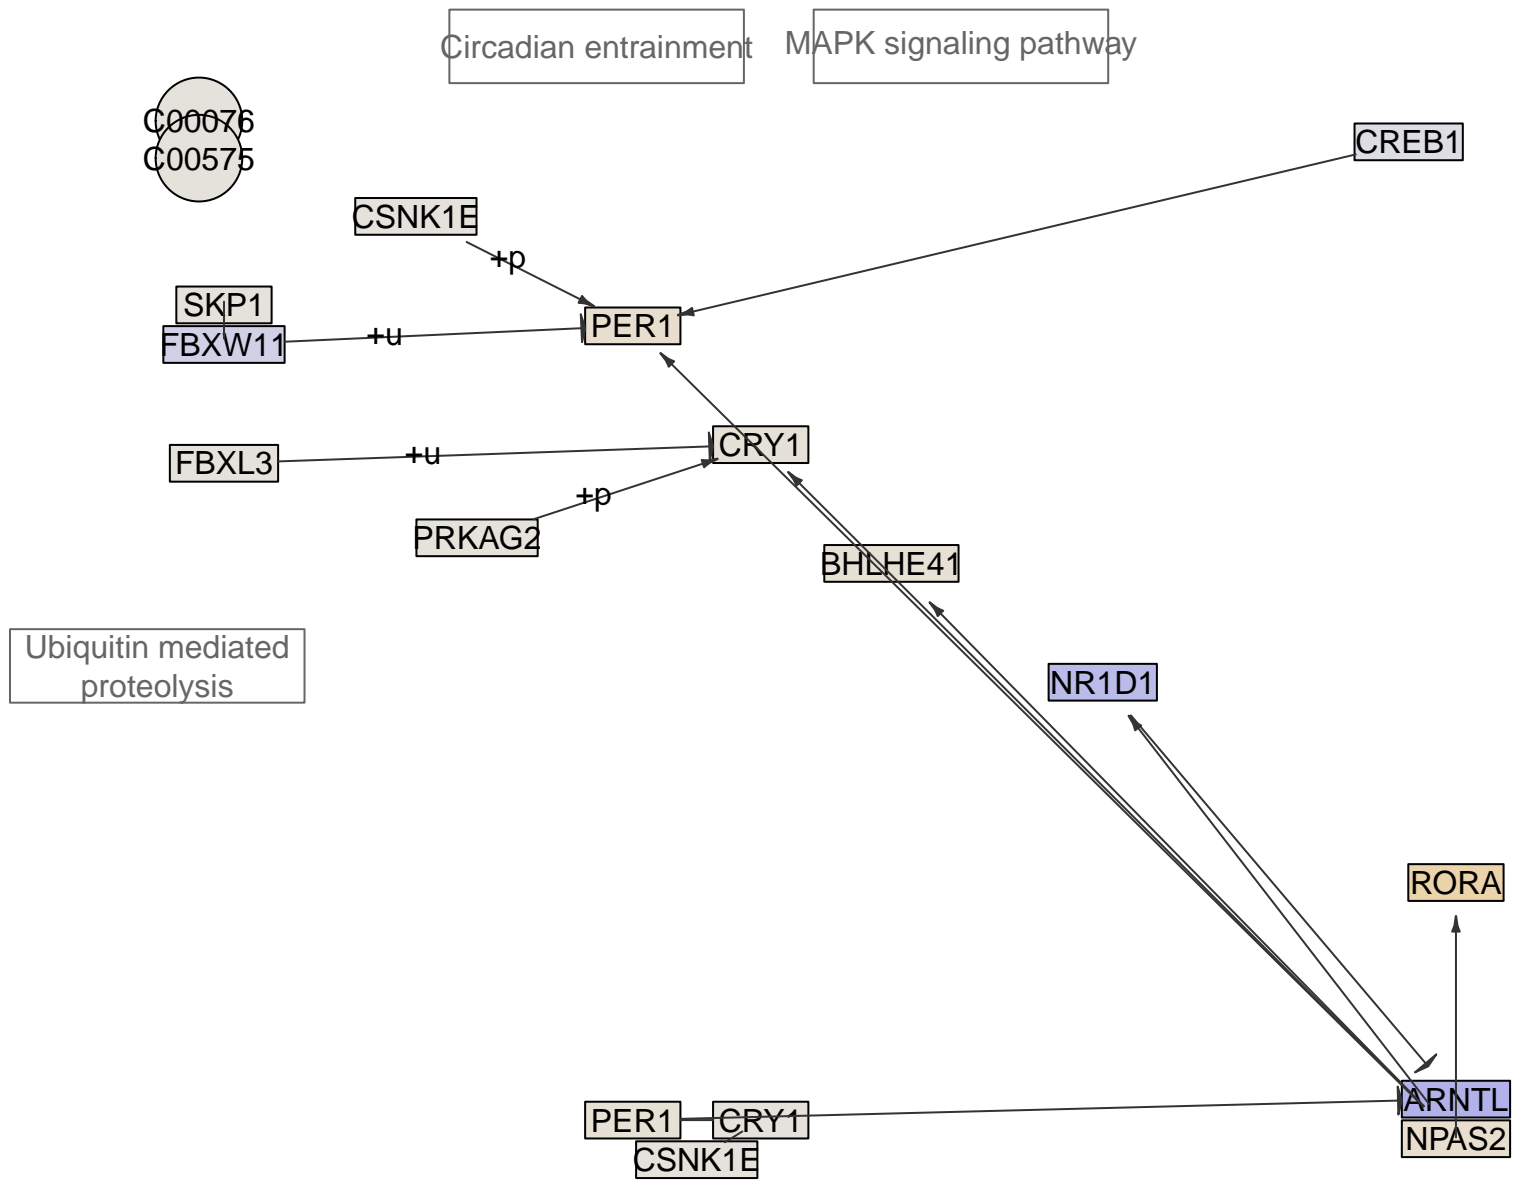 Circadian entrainment
MAPK signaling pathway
C00076
CREB1
C00575
CSNK1E
+p
SKP1
PER1
FBXW11
+u
CRY1
FBXL3
+u
+p
PRKAG2
BHLHE41
Ubiquitin mediated
proteolysis
NR1D1
RORA
ARNTL
PER1
CRY1
NPAS2
CSNK1E